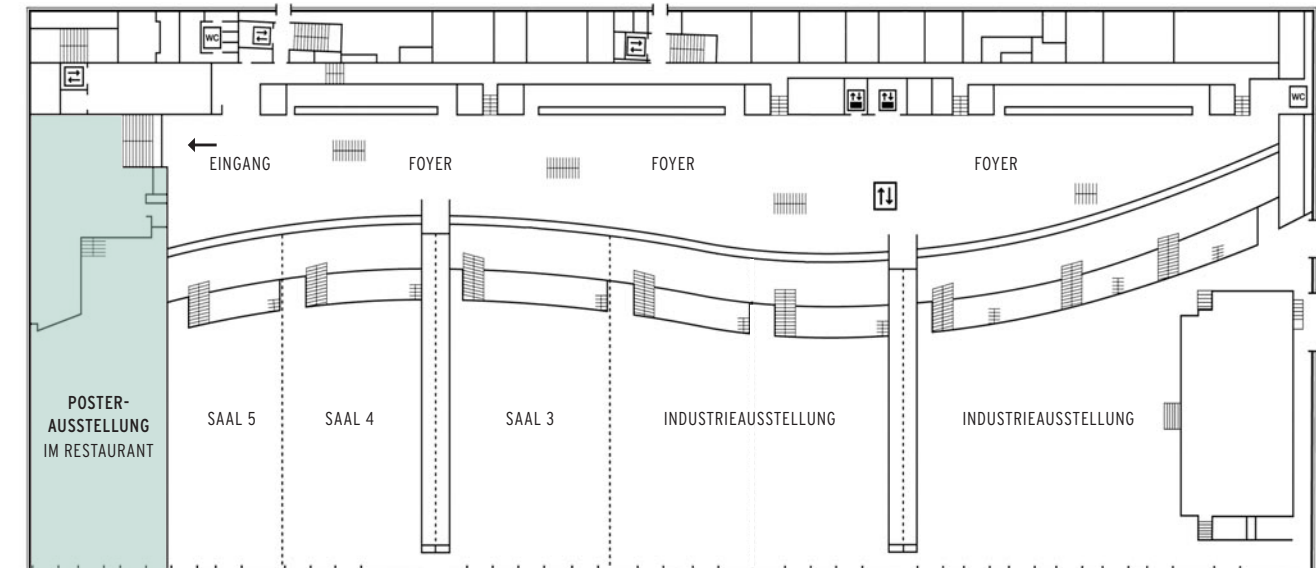 WC
WC
EINGANG
FOYER
FOYER
FOYER
POSTER-
AUSSTELLUNG
IM RESTAURANT
SAAL 5
SAAL 4
SAAL 3
INDUSTRIEAUSSTELLUNG
INDUSTRIEAUSSTELLUNG